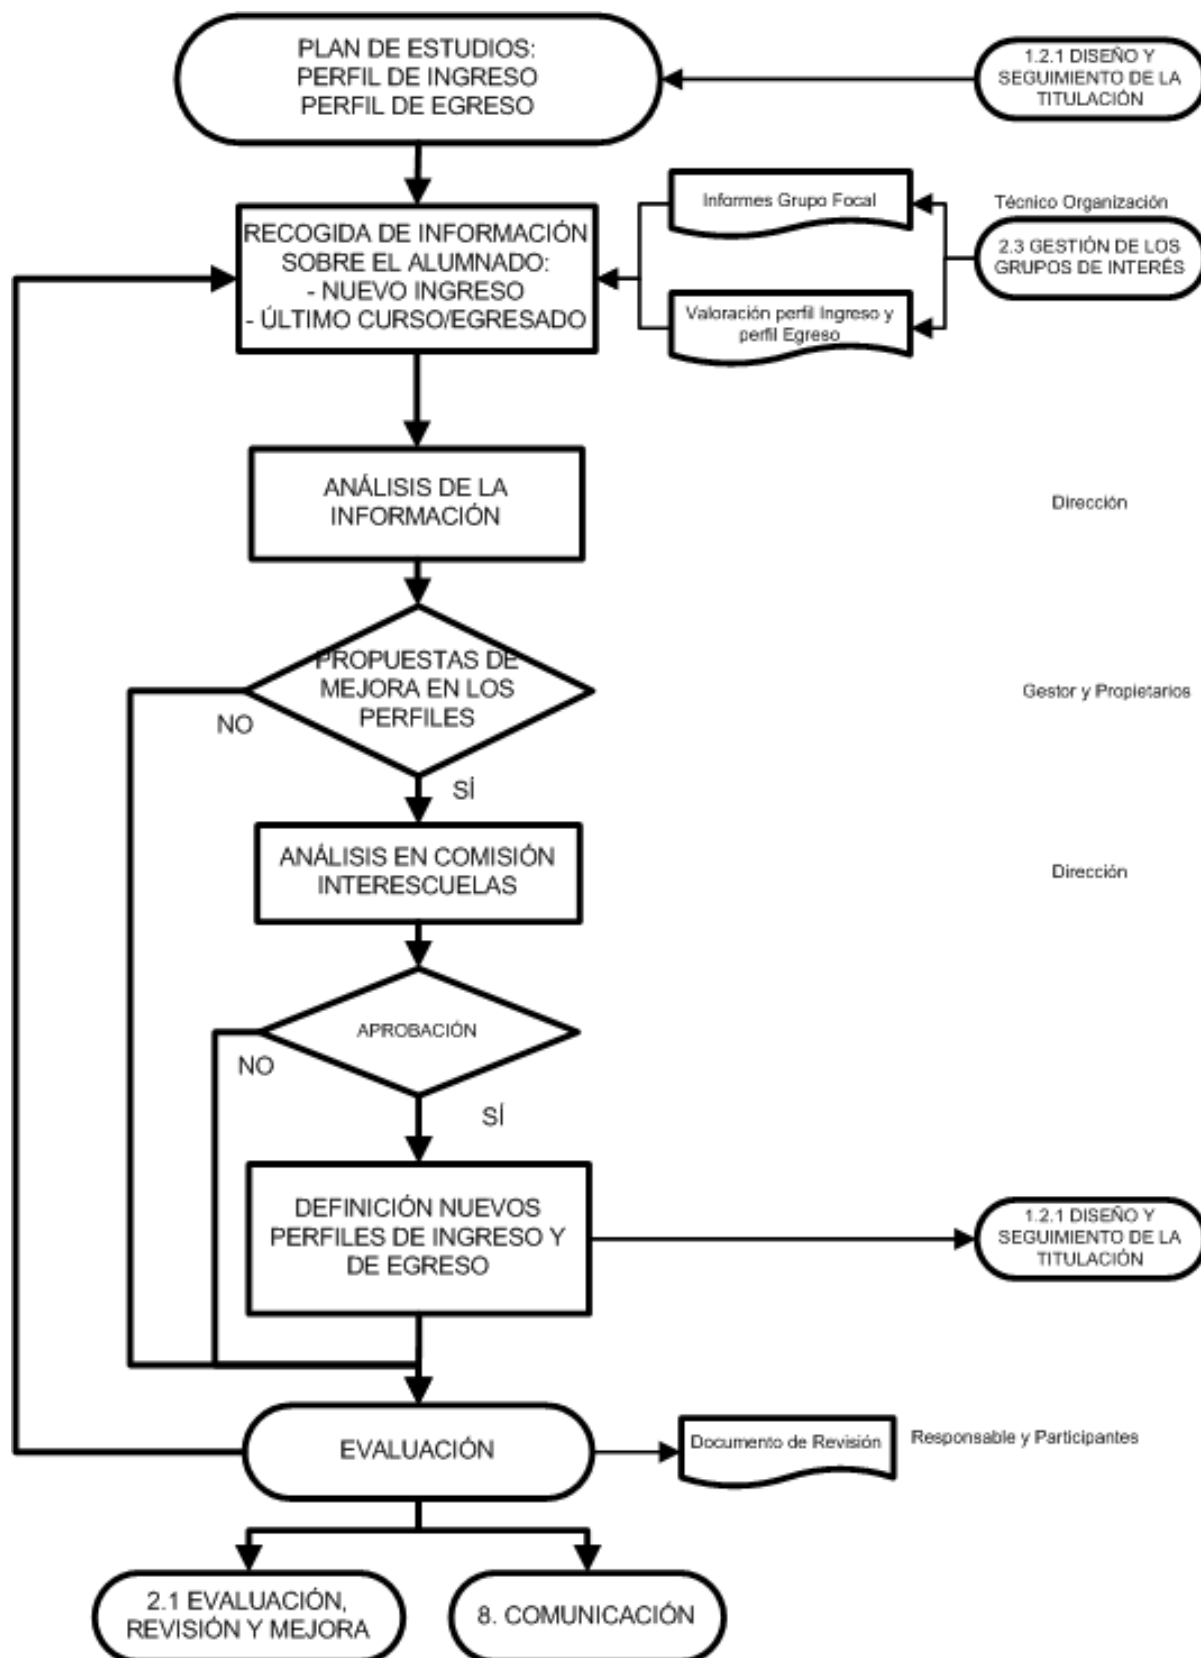 PLAN DE ESTUDIOS:
PERFIL DE INGRESO
PERFIL DE EGRESO
1.2.1 DISEÑO Y
SEGUIMIENTO DE LA
TITULACIÓN
RECOGIDA DE INFORMACIÓN
SOBRE EL ALUMNADO:
- NUEVO INGRESO
- ÚLTIMO CURSO/EGRESADO
Informes Grupo Focal
Valoración perfil Ingreso y
perfil Egreso
Técnico Organización
2.3 GESTIÓN DE LOS
GRUPOS DE INTERÉS
ANÁLISIS DE LA
INFORMACIÓN
Dirección
PROPUESTAS DE
MEJORA EN LOS
PERFILES
Gestor y Propietarios
NO
SÍ
ANÁLISIS EN COMISIÓN
INTERESCUELAS
Dirección
APROBACIÓN
NO
SÍ
DEFINICIÓN NUEVOS
PERFILES DE INGRESO Y
DE EGRESO
1.2.1 DISEÑO Y
SEGUIMIENTO DE LA
TITULACIÓN
EVALUACIÓN
Documento de Revisión
Responsable y Participantes
2.1 EVALUACIÓN,
REVISIÓN Y MEJORA
8. COMUNICACIÓN